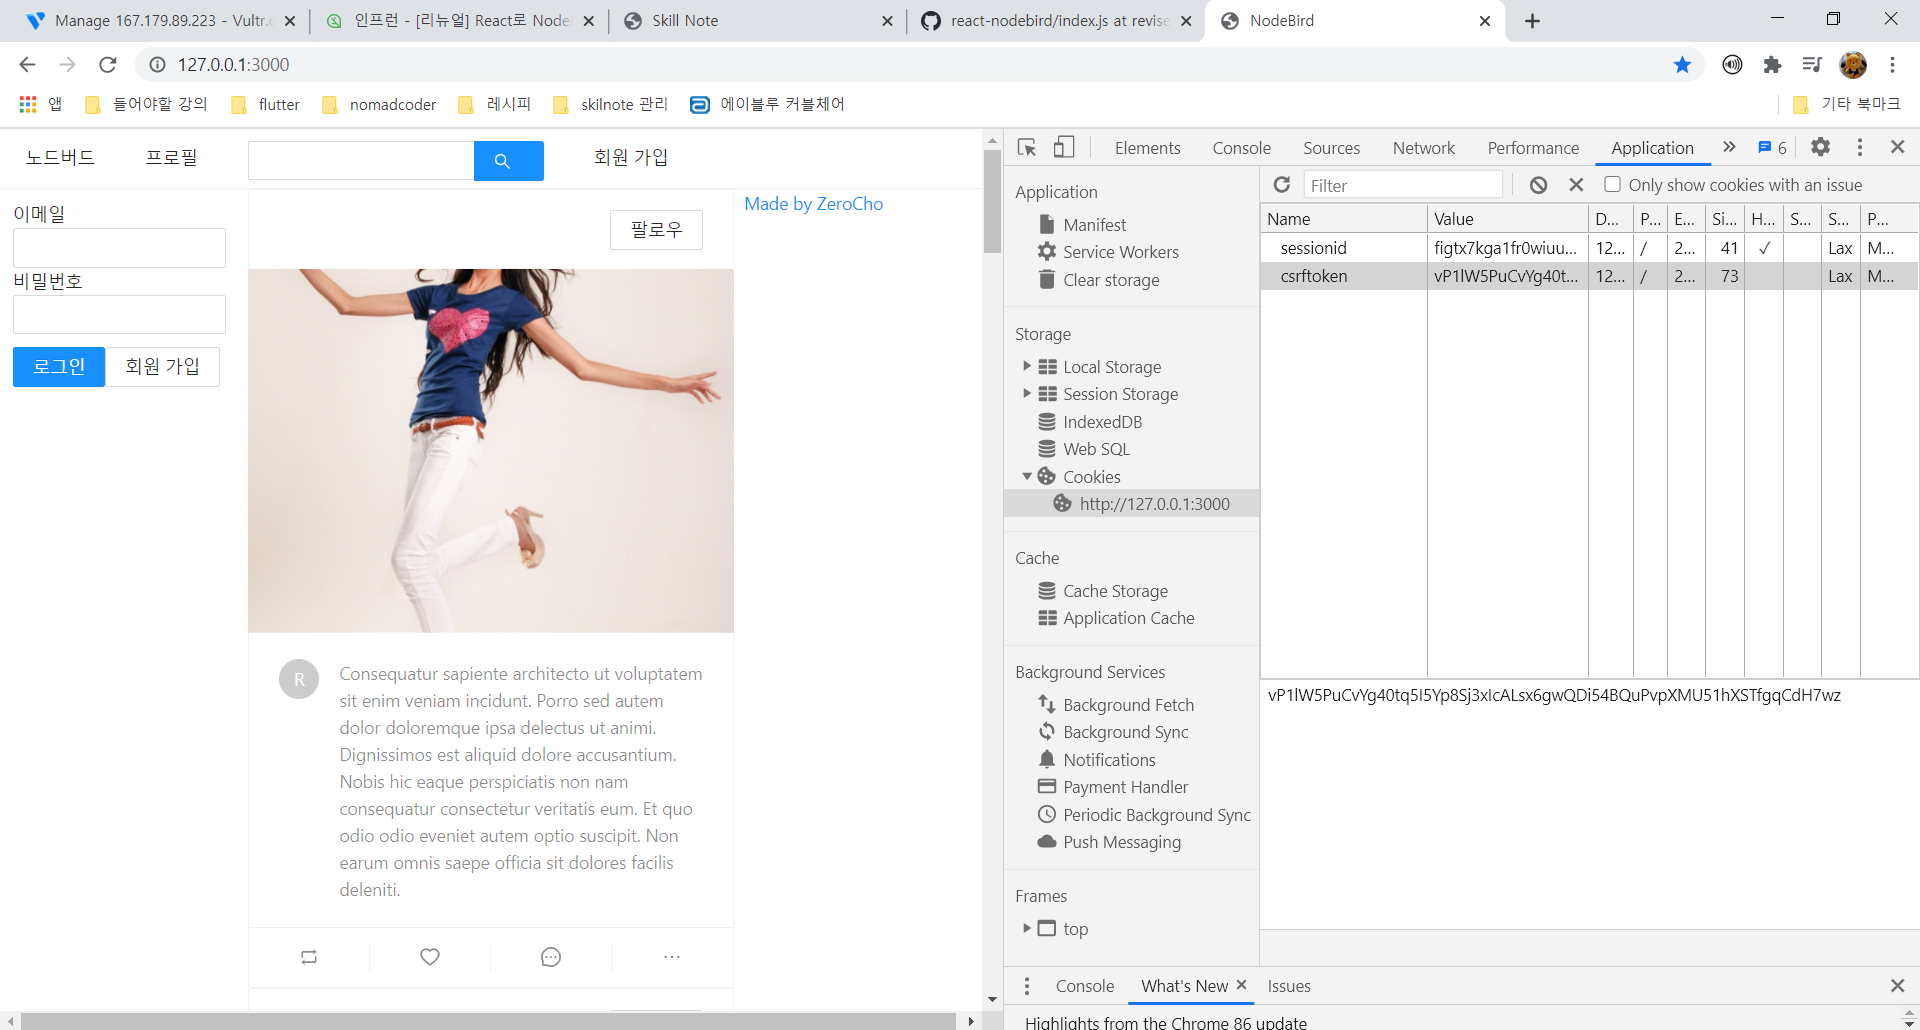 Manage 167.179.89.223 - Vultr.c
인프런 - [리뉴얼] React로 Node
Skill Note
react-nodebird/index.js at revise
NodeBird
127.0.0.1:3000
앱
들어야할 강의
flutter
nomadcoder
레시피
skilnote 관리
에이블루 커블체어
기타 북마크
노드버드 프로필 회원 가입
이메일
비밀번호
로그인 회원 가입
팔로우
Made by ZeroCho
R
Consequatur sapiente architecto ut voluptatem
sit enim veniam incidunt. Porro sed autem
dolor doloremque ipsa delectus ut animi.
Dignissimos est aliquid dolore accusantium.
Nobis hic eaque perspiciatis non nam
consequatur consectetur veritatis eum. Et quo
odio odio eveniet autem optio suscipit. Non
earum omnis saepe officia sit dolores facilis
deleniti.
Elements Console Sources Network Performance Application 6
Application
Manifest
Service Workers
Clear storage
Storage
Local Storage
Session Storage
IndexedDB
Web SQL
Cookies
http://127.0.0.1:3000
Cache
Cache Storage
Application Cache
Background Services
Background Fetch
Background Sync
Notifications
Payment Handler
Periodic Background Sync
Push Messaging
Frames
top
Filter Only show cookies with an issue
Name Value D... P... E... Si... H... S... S... P...
sessionid figtx7kga1fr0wiuu... 12... / 2... 41 ✓ Lax M...
csrftoken vP1lW5PuCvYg40t... 12... / 2... 73 Lax M...
vP1lW5PuCvYg40tq5I5Yp8Sj3xIcALsx6gwQDi54BQuPvpXMU51hXSTfgqCdH7wz
Console What's New Issues
Highlights from the Chrome 86 update